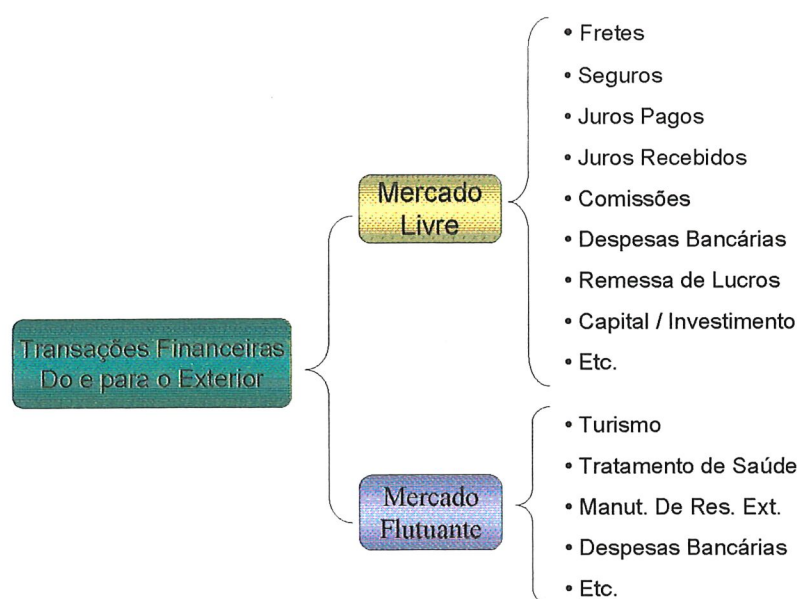 Transações Financeiras
Do e para o Exterior
Mercado
Livre
• Fretes
• Seguros
• Juros Pagos
• Juros Recebidos
• Comissões
• Despesas Bancárias
• Remessa de Lucros
• Capital / Investimento
• Etc.
Mercado
Flutuante
• Turismo
• Tratamento de Saúde
• Manut. De Res. Ext.
• Despesas Bancárias
• Etc.